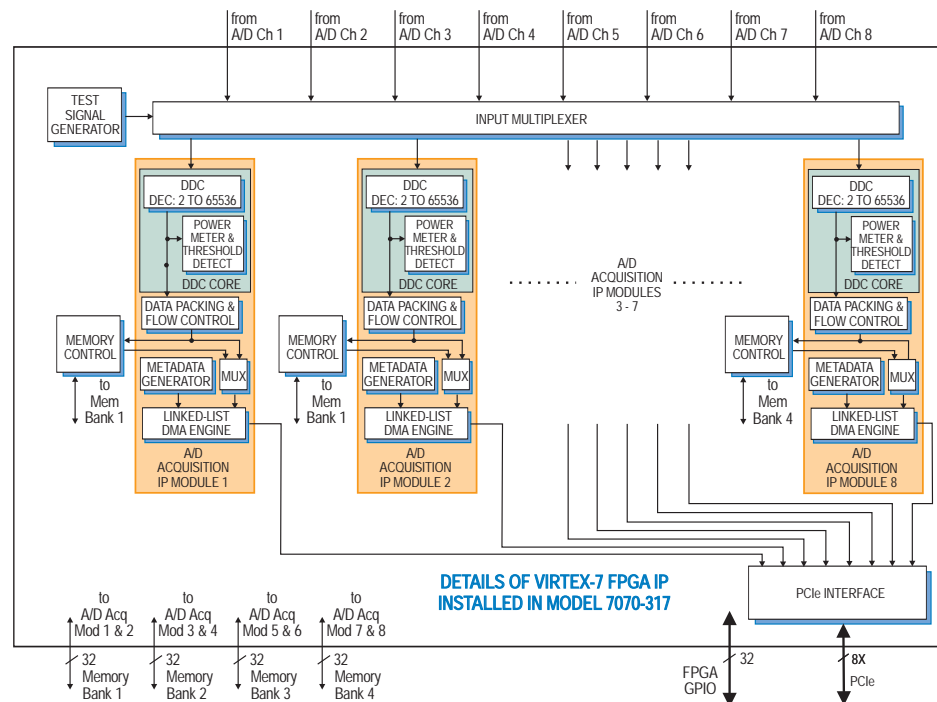 from
A/D Ch 1
from
A/D Ch 2
from
A/D Ch 3
from
A/D Ch 4
from
A/D Ch 5
from
A/D Ch 6
from
A/D Ch 7
from
A/D Ch 8
TEST
SIGNAL
GENERATOR
INPUT MULTIPLEXER
DDC
DEC: 2 TO 65536
POWER
METER &
THRESHOLD
DETECT
DDC CORE
DATA PACKING &
FLOW CONTROL
MEMORY
CONTROL
METADATA
GENERATOR
MUX
to
Mem
Bank 1
LINKED-LIST
DMA ENGINE
A/D
ACQUISITION
IP MODULE 1
DDC
DEC: 2 TO 65536
POWER
METER &
THRESHOLD
DETECT
DDC CORE
DATA PACKING &
FLOW CONTROL
MEMORY
CONTROL
METADATA
GENERATOR
MUX
to
Mem
Bank 1
LINKED-LIST
DMA ENGINE
A/D
ACQUISITION
IP MODULE 2
A/D
ACQUISITION
IP MODULES
3 - 7
DDC
DEC: 2 TO 65536
POWER
METER &
THRESHOLD
DETECT
DDC CORE
DATA PACKING &
FLOW CONTROL
MEMORY
CONTROL
METADATA
GENERATOR
MUX
to
Mem
Bank 4
LINKED-LIST
DMA ENGINE
A/D
ACQUISITION
IP MODULE 8
DETAILS OF VIRTEX-7 FPGA IP
INSTALLED IN MODEL 7070-317
PCIe INTERFACE
to
A/D Acq
Mod 1 & 2
to
A/D Acq
Mod 3 & 4
to
A/D Acq
Mod 5 & 6
to
A/D Acq
Mod 7 & 8
32
Memory
Bank 1
32
Memory
Bank 2
32
Memory
Bank 3
32
Memory
Bank 4
32
FPGA
GPIO
8X
PCIe